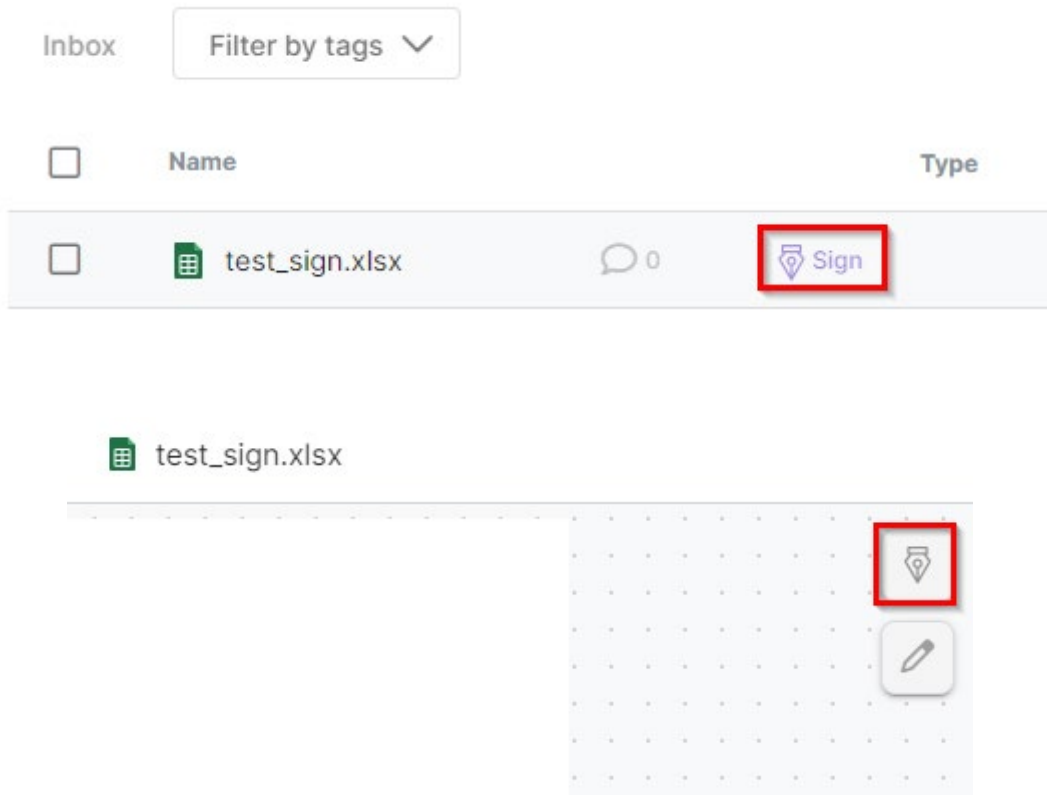 Inbox Filter by tags
Name Type
test_sign.xlsx 0 Sign
test_sign.xlsx